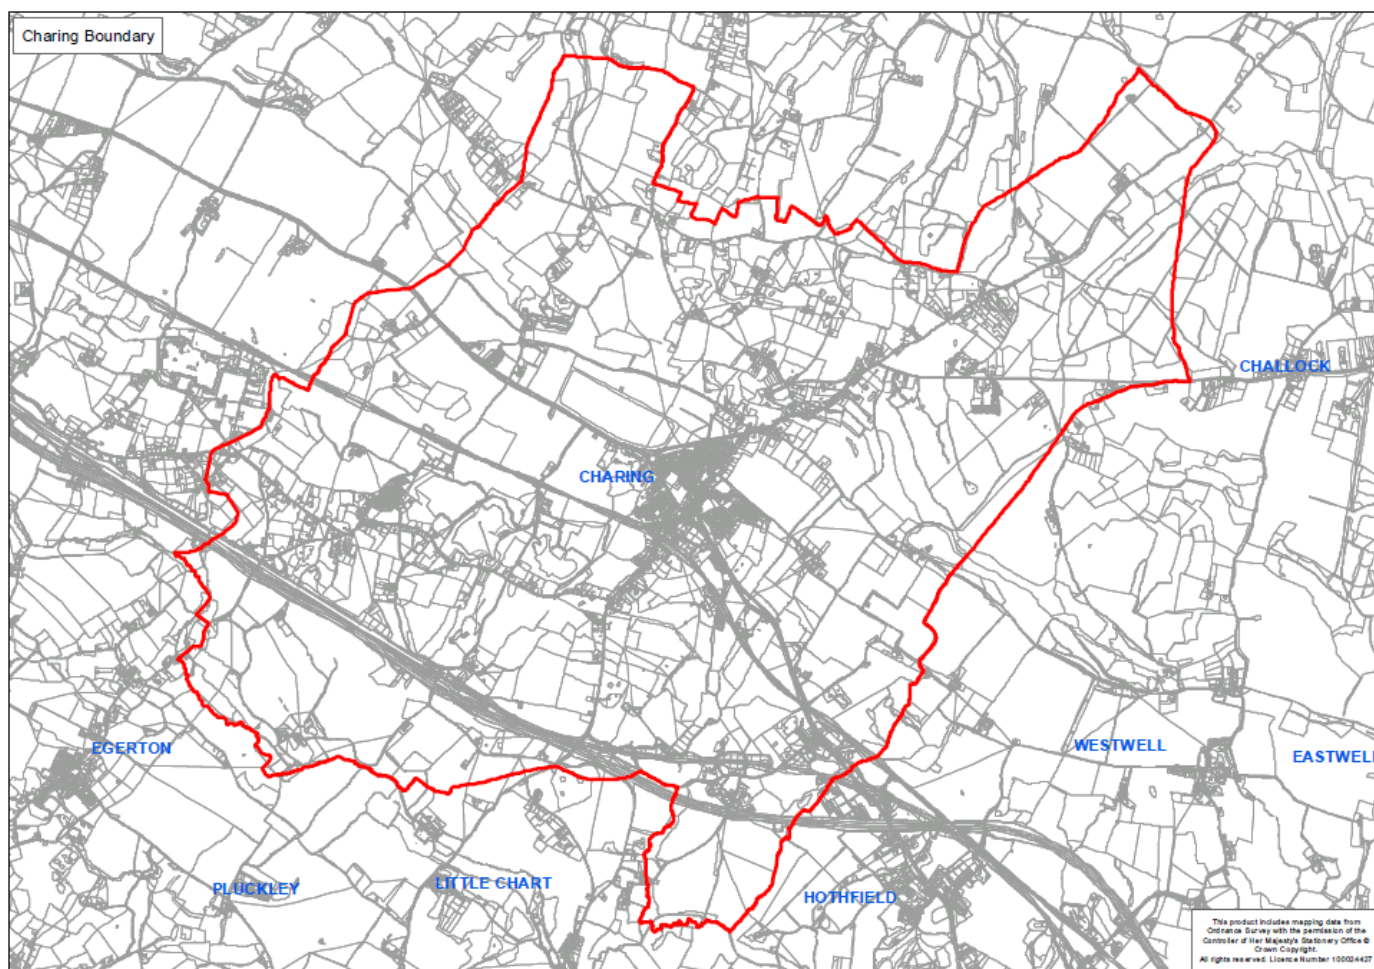 Charing Boundary
CHALLOCK
CHARING
EGERTON
WESTWELL
EASTWELL
PLUCKLEY
LITTLE CHART
HOTHFIELD
This product includes mapping data from
Ordnance Survey with the permission of the
Controller of Her Majesty's Stationery Office ©
Crown Copyright.
All rights reserved. Licence Number 100024427